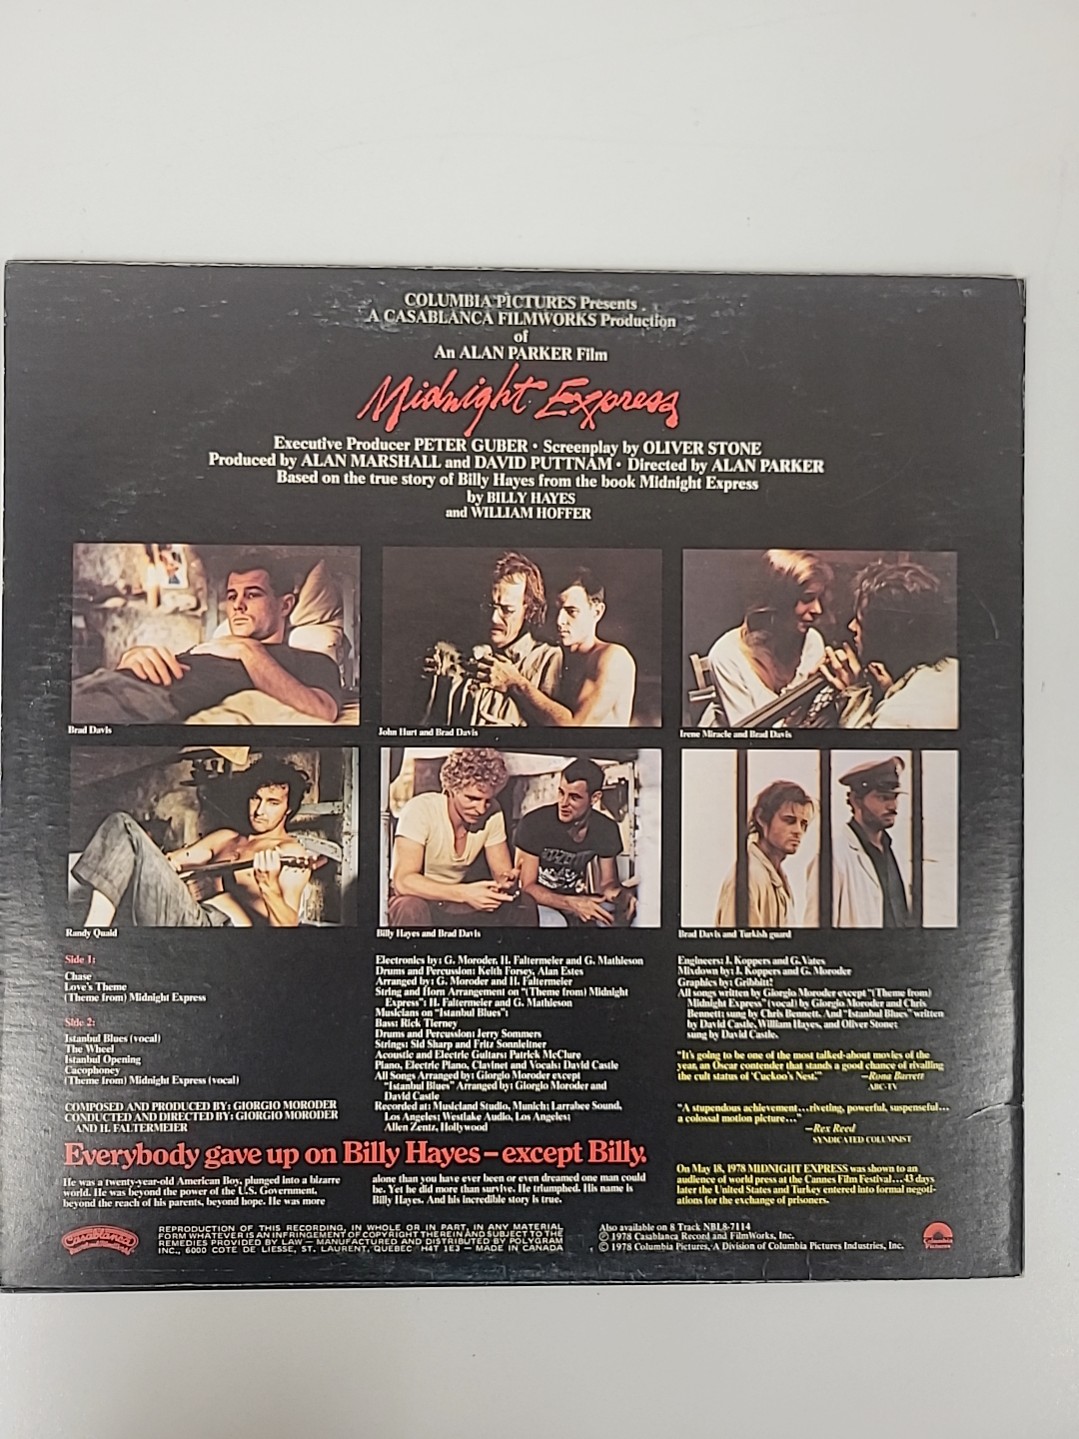 COLUMBIA PICTURES Presents
A CASABLANCA FILMWORKS Production
of
An ALAN PARKER Film
Midnight Express
Executive Producer PETER GUBER • Screenplay by OLIVER STONE
Produced by ALAN MARSHALL and DAVID PUTTNAM • Directed by ALAN PARKER
Based on the true story of Billy Hayes from the book Midnight Express
by BILLY HAYES
and WILLIAM HOFFER
Brad Davis
John Hurt and Brad Davis
Irene Miracle and Brad Davis
Randy Quaid
Billy Hayes and Brad Davis
Brad Davis and Turkish guard
Side 1:
Chase
Love's Theme
(Theme from) Midnight Express
Side 2:
Istanbul Blues (vocal)
The Wheel
Istanbul Opening
Cacophoney
(Theme from) Midnight Express (vocal)
COMPOSED AND PRODUCED BY: GIORGIO MORODER
CONDUCTED AND DIRECTED BY: GIORGIO MORODER
AND H. FALTERMEIER
Electronics by: G. Moroder, H. Faltermeier and G. Mathieson
Drums and Percussion: Keith Forsey, Alan Estes
Arranged by: G. Moroder and H. Faltermeier
String and Horn Arrangement on "(Theme from) Midnight
Express": H. Faltermeier and G. Mathieson
Musicians on "Istanbul Blues":
Bass: Rick Tierney
Drums and Percussion: Jerry Sommers
Strings: Sid Sharp and Fritz Sonnleitner
Acoustic and Electric Guitars: Patrick McClure
Piano, Electric Piano, Clavinet and Vocals: David Castle
All Songs Arranged by: Giorgio Moroder except
"Istanbul Blues" Arranged by: Giorgio Moroder and
David Castle
Recorded at: Musicland Studio, Munich; Larrabee Sound,
Los Angeles; Westlake Audio, Los Angeles;
Allen Zentz, Hollywood
Engineers: J. Koppers and G. Vates
Mixdown by: J. Koppers and G. Moroder
Graphics by: Gribbitt!
All songs written by Giorgio Moroder except "(Theme from)
Midnight Express" (vocal) by Giorgio Moroder and Chris
Bennett; sung by Chris Bennett. And "Istanbul Blues" written
by David Castle, William Hayes, and Oliver Stone;
sung by David Castle.
"It's going to be one of the most talked-about movies of the
year, an Oscar contender that stands a good chance of rivalling
the cult status of 'Cuckoo's Nest.'" —Rona Barrett
ABC-TV
"A stupendous achievement...riveting, powerful, suspenseful...
a colossal motion picture..."
—Rex Reed
SYNDICATED COLUMNIST
On May 18, 1978 MIDNIGHT EXPRESS was shown to an
audience of world press at the Cannes Film Festival...43 days
later the United States and Turkey entered into formal negoti-
ations for the exchange of prisoners.
Everybody gave up on Billy Hayes – except Billy.
He was a twenty-year-old American Boy, plunged into a bizarre
world. He was beyond the power of the U.S. Government,
beyond the reach of his parents, beyond hope. He was more
alone than you have ever been or even dreamed one man could
be. Yet he did more than survive. He triumphed. His name is
Billy Hayes. And his incredible story is true.
Casablanca
REPRODUCTION OF THIS RECORDING, IN WHOLE OR IN PART, IN ANY MATERIAL
FORM WHATEVER IS AN INFRINGEMENT OF COPYRIGHT THEREIN AND SUBJECT TO THE
REMEDIES PROVIDED BY LAW — MANUFACTURED AND DISTRIBUTED BY POLYGRAM
INC., 6000 COTE DE LIESSE, ST. LAURENT, QUEBEC H4T 1E3 — MADE IN CANADA
Also available on 8 Track NBL8-7114
℗ 1978 Casablanca Record and FilmWorks, Inc.
© 1978 Columbia Pictures, A Division of Columbia Pictures Industries, Inc.
Columbia
Pictures